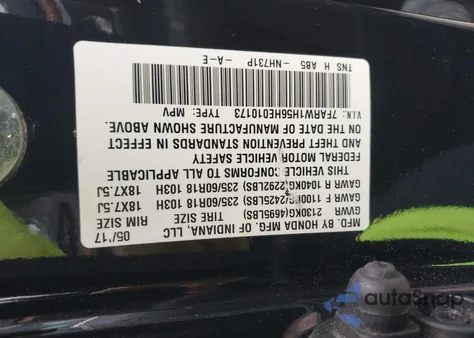 MFD. BY HONDA MFG. OF INDIANA, LLC 05/'17
GVWR 2130KG(4695LBS) TIRE SIZE RIM SIZE
GAWR F 1100KG(2425LBS) 235/60R18 103H 18X7.5J
GAWR R 1040KG(2292LBS) 235/60R18 103H 18X7.5J
THIS VEHICLE CONFORMS TO ALL APPLICABLE
FEDERAL MOTOR VEHICLE SAFETY
AND THEFT PREVENTION STANDARDS IN EFFECT
ON THE DATE OF MANUFACTURE SHOWN ABOVE.
V.I.N.: 7FARW1H56HE010173 TYPE: MPV
TNS H AB5 -NH731P -A-E
autoSnap